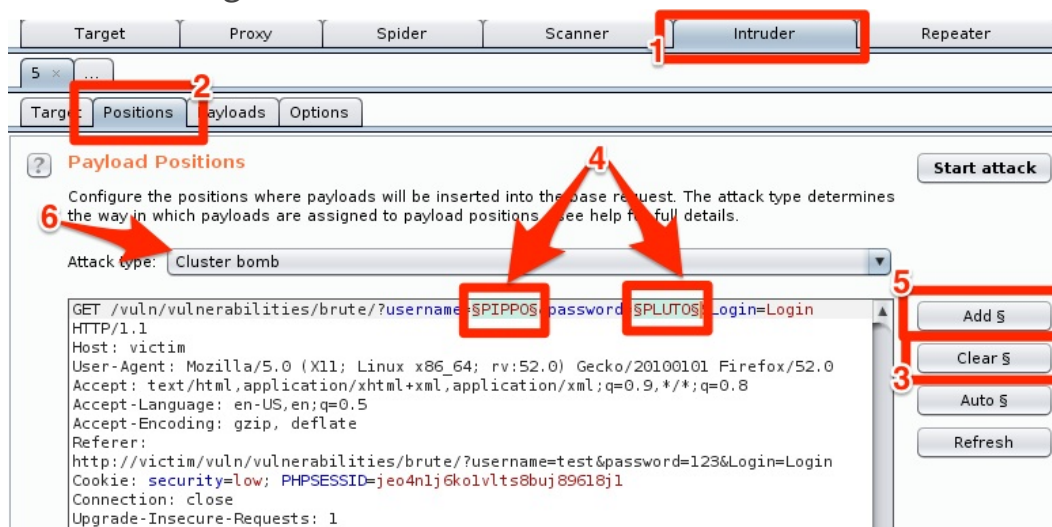 Target Proxy Spider Scanner Intruder Repeater
1
5 × ...
2
Target Positions Payloads Options
? Payload Positions
4
Start attack
Configure the positions where payloads will be inserted into the base request. The attack type determines
the way in which payloads are assigned to payload positions - see help for full details.
6
Attack type: Cluster bomb
5
GET /vuln/vulnerabilities/brute/?username=§PIPPO§&password=§PLUTO§&Login=Login
HTTP/1.1
Host: victim
User-Agent: Mozilla/5.0 (X11; Linux x86_64; rv:52.0) Gecko/20100101 Firefox/52.0
Accept: text/html,application/xhtml+xml,application/xml;q=0.9,*/*;q=0.8
Accept-Language: en-US,en;q=0.5
Accept-Encoding: gzip, deflate
Referer:
http://victim/vuln/vulnerabilities/brute/?username=test&password=123&Login=Login
Cookie: security=low; PHPSESSID=jeo4n1j6ko1vlts8buj89618j1
Connection: close
Upgrade-Insecure-Requests: 1
Add §
Clear §
3
Auto §
Refresh